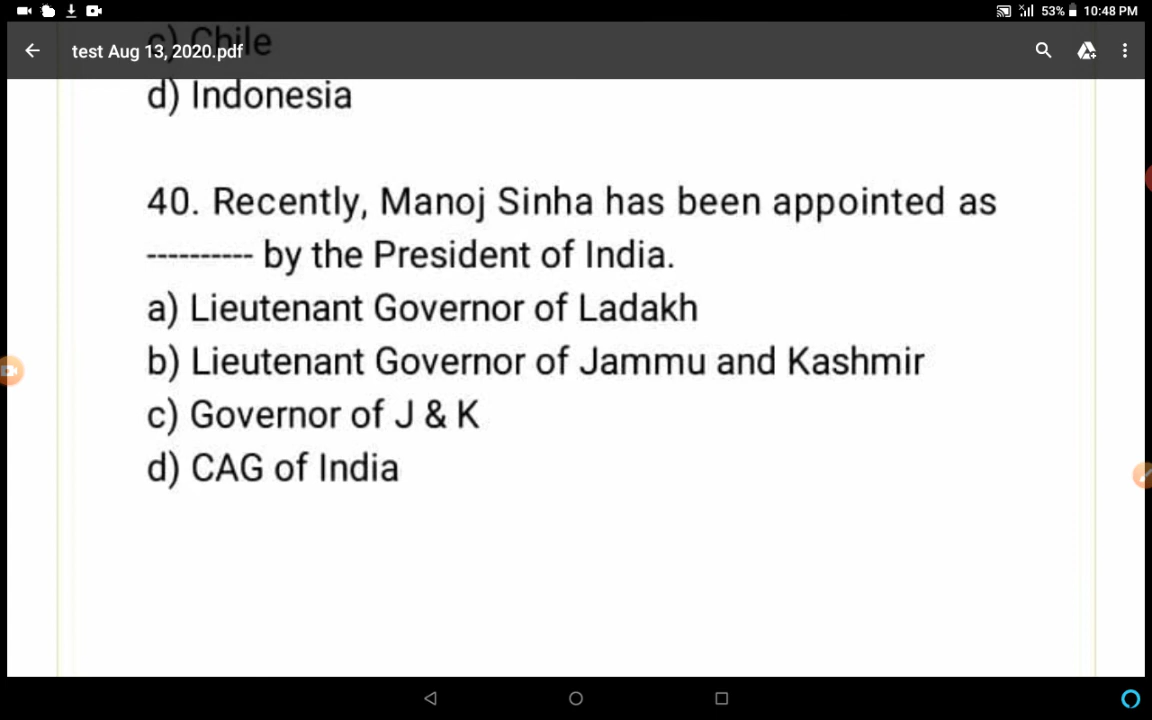 53% 10:48 PM
c) Chile
test Aug 13, 2020.pdf
d) Indonesia
40. Recently, Manoj Sinha has been appointed as
---------- by the President of India.
a) Lieutenant Governor of Ladakh
b) Lieutenant Governor of Jammu and Kashmir
c) Governor of J & K
d) CAG of India